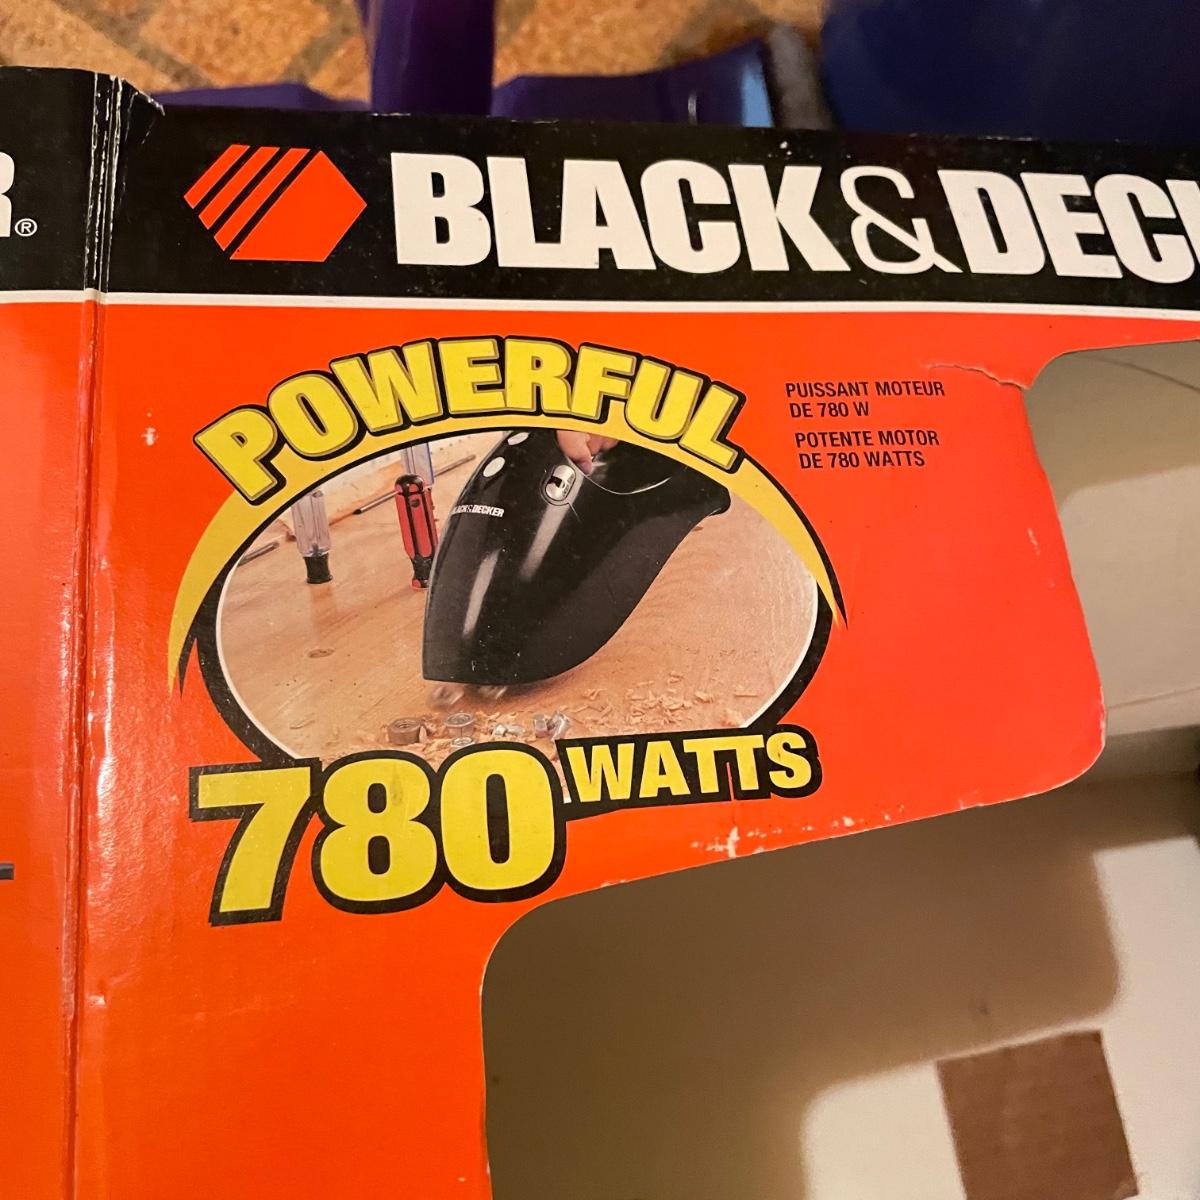 R®
BLACK&DECK
POWERFUL
PUISSANT MOTEUR
DE 780 W
POTENTE MOTOR
DE 780 WATTS
BLACK&DECKER
780 WATTS